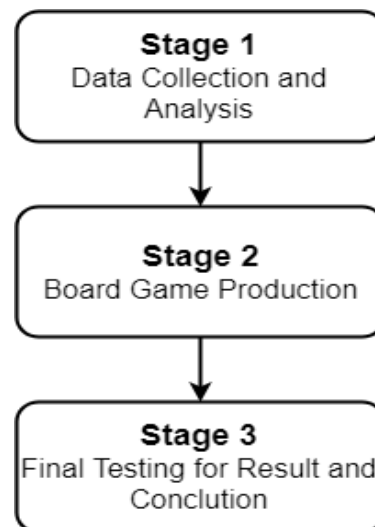 Stage 1
Data Collection and
Analysis
Stage 2
Board Game Production
Stage 3
Final Testing for Result and
Conclution